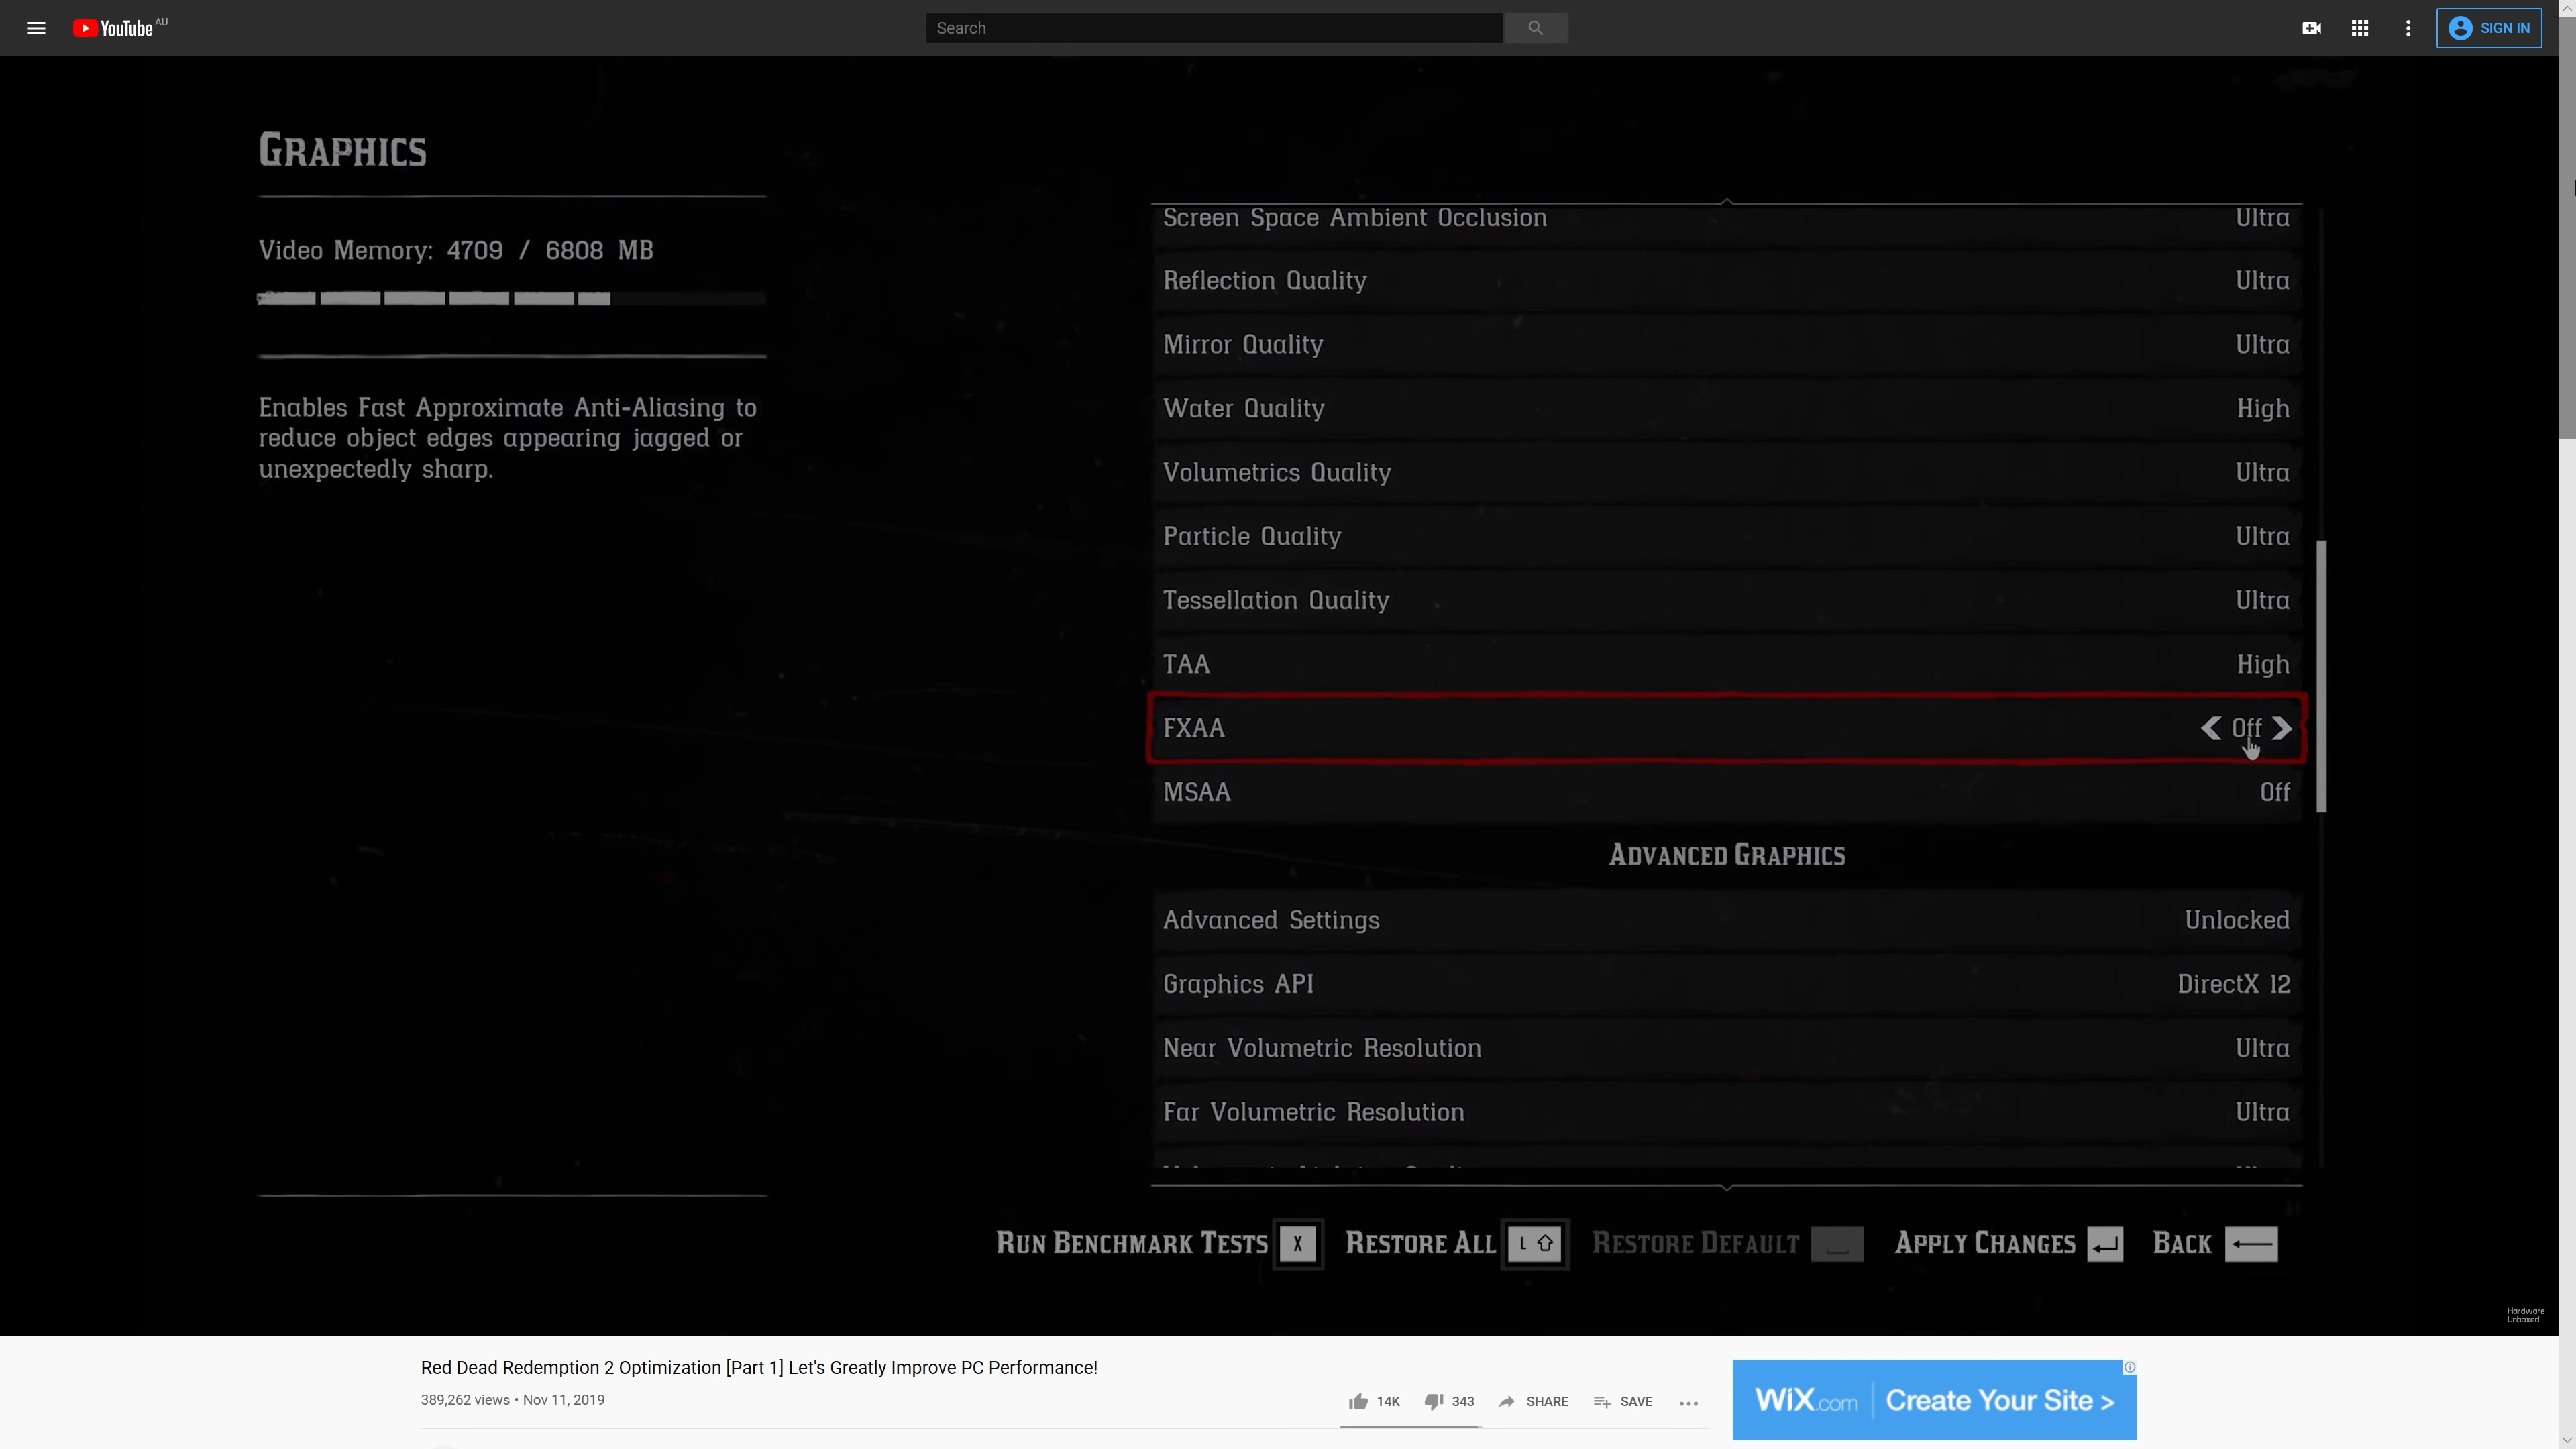 YouTube AU
Search
SIGN IN
GRAPHICS
Video Memory: 4709 / 6808 MB
Enables Fast Approximate Anti-Aliasing to
reduce object edges appearing jagged or
unexpectedly sharp.
Screen Space Ambient Occlusion Ultra
Reflection Quality Ultra
Mirror Quality Ultra
Water Quality High
Volumetrics Quality Ultra
Particle Quality Ultra
Tessellation Quality Ultra
TAA High
FXAA Off
MSAA Off
ADVANCED GRAPHICS
Advanced Settings Unlocked
Graphics API DirectX 12
Near Volumetric Resolution Ultra
Far Volumetric Resolution Ultra
RUN BENCHMARK TESTS X RESTORE ALL L RESTORE DEFAULT APPLY CHANGES BACK
Hardware
Unboxed
Red Dead Redemption 2 Optimization [Part 1] Let's Greatly Improve PC Performance!
389,262 views • Nov 11, 2019
14K 343 SHARE SAVE
WiX.com Create Your Site >